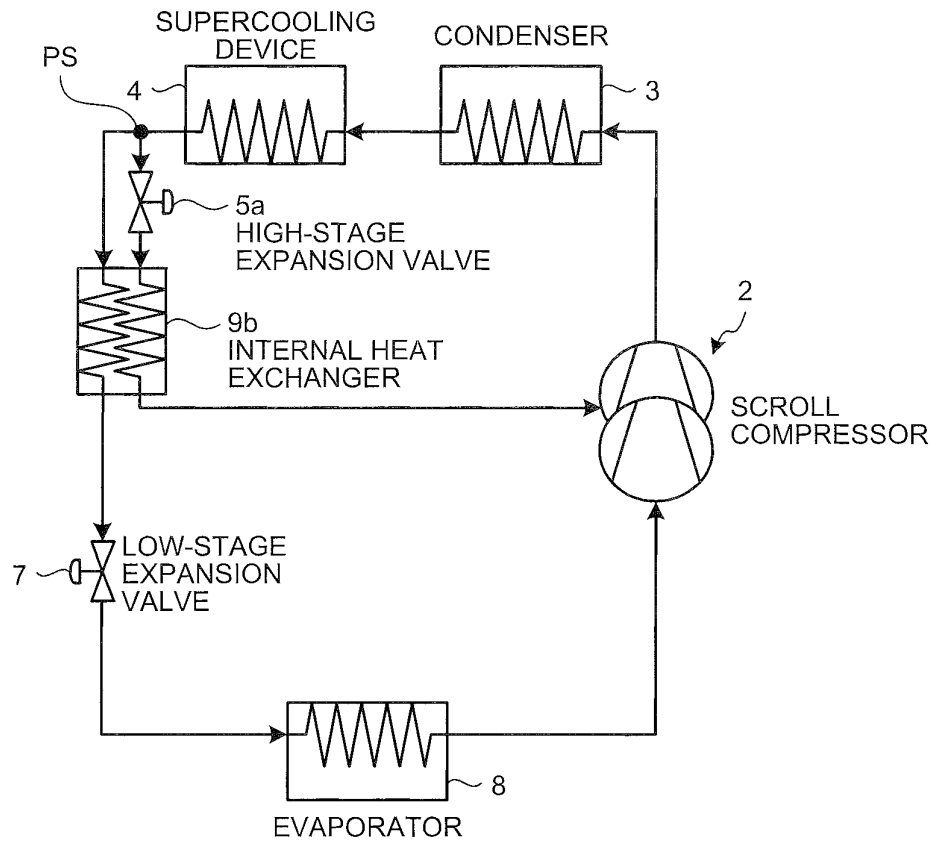 SUPERCOOLING
DEVICE
CONDENSER
PS
4
3
5a
HIGH-STAGE
EXPANSION VALVE
2
9b
INTERNAL HEAT
EXCHANGER
SCROLL
COMPRESSOR
7
LOW-STAGE
EXPANSION
VALVE
8
EVAPORATOR